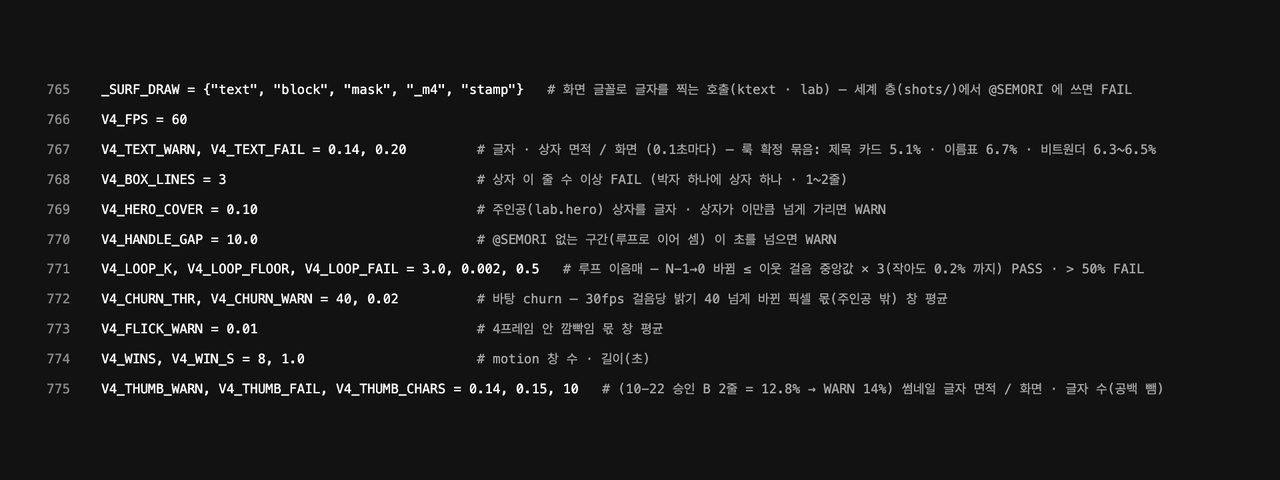 765 _SURF_DRAW = {"text", "block", "mask", "_m4", "stamp"} # 화면 글꼴로 글자를 찍는 호출(ktext · lab) — 세계 층(shots/)에서 @SEMORI 에 쓰면 FAIL
766 V4_FPS = 60
767 V4_TEXT_WARN, V4_TEXT_FAIL = 0.14, 0.20 # 글자 · 상자 면적 / 화면 (0.1초마다) — 룩 확정 묶음: 제목 카드 5.1% · 이름표 6.7% · 비트원더 6.3~6.5%
768 V4_BOX_LINES = 3 # 상자 이 줄 수 이상 FAIL (박자 하나에 상자 하나 · 1~2줄)
769 V4_HERO_COVER = 0.10 # 주인공(lab.hero) 상자를 글자 · 상자가 이만큼 넘게 가리면 WARN
770 V4_HANDLE_GAP = 10.0 # @SEMORI 없는 구간(루프로 이어 셈) 이 초를 넘으면 WARN
771 V4_LOOP_K, V4_LOOP_FLOOR, V4_LOOP_FAIL = 3.0, 0.002, 0.5 # 루프 이음매 — N-1→0 바뀜 ≤ 이웃 걸음 중앙값 × 3(작아도 0.2% 까지) PASS · > 50% FAIL
772 V4_CHURN_THR, V4_CHURN_WARN = 40, 0.02 # 바탕 churn — 30fps 걸음당 밝기 40 넘게 바뀐 픽셀 몫(주인공 밖) 창 평균
773 V4_FLICK_WARN = 0.01 # 4프레임 안 깜빡임 몫 창 평균
774 V4_WINS, V4_WIN_S = 8, 1.0 # motion 창 수 · 길이(초)
775 V4_THUMB_WARN, V4_THUMB_FAIL, V4_THUMB_CHARS = 0.14, 0.15, 10 # (10-22 승인 B 2줄 = 12.8% → WARN 14%) 썸네일 글자 면적 / 화면 · 글자 수(공백 뺌)